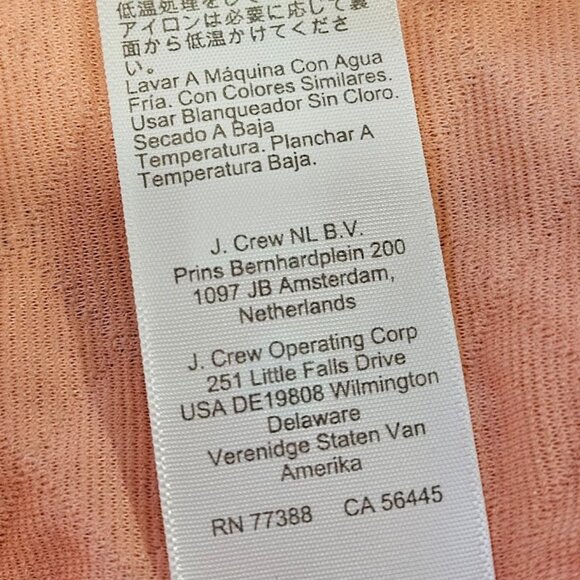 低温処理をし
アイロンは必要に応じて裏
面から低温かけてくださ
い。
Lavar A Máquina Con Agua
Fría. Con Colores Similares.
Usar Blanqueador Sin Cloro.
Secado A Baja
Temperatura. Planchar A
Temperatura Baja.
J. Crew NL B.V.
Prins Bernhardplein 200
1097 JB Amsterdam,
Netherlands
J. Crew Operating Corp
251 Little Falls Drive
USA DE19808 Wilmington
Delaware
Verenidge Staten Van
Amerika
RN 77388 CA 56445